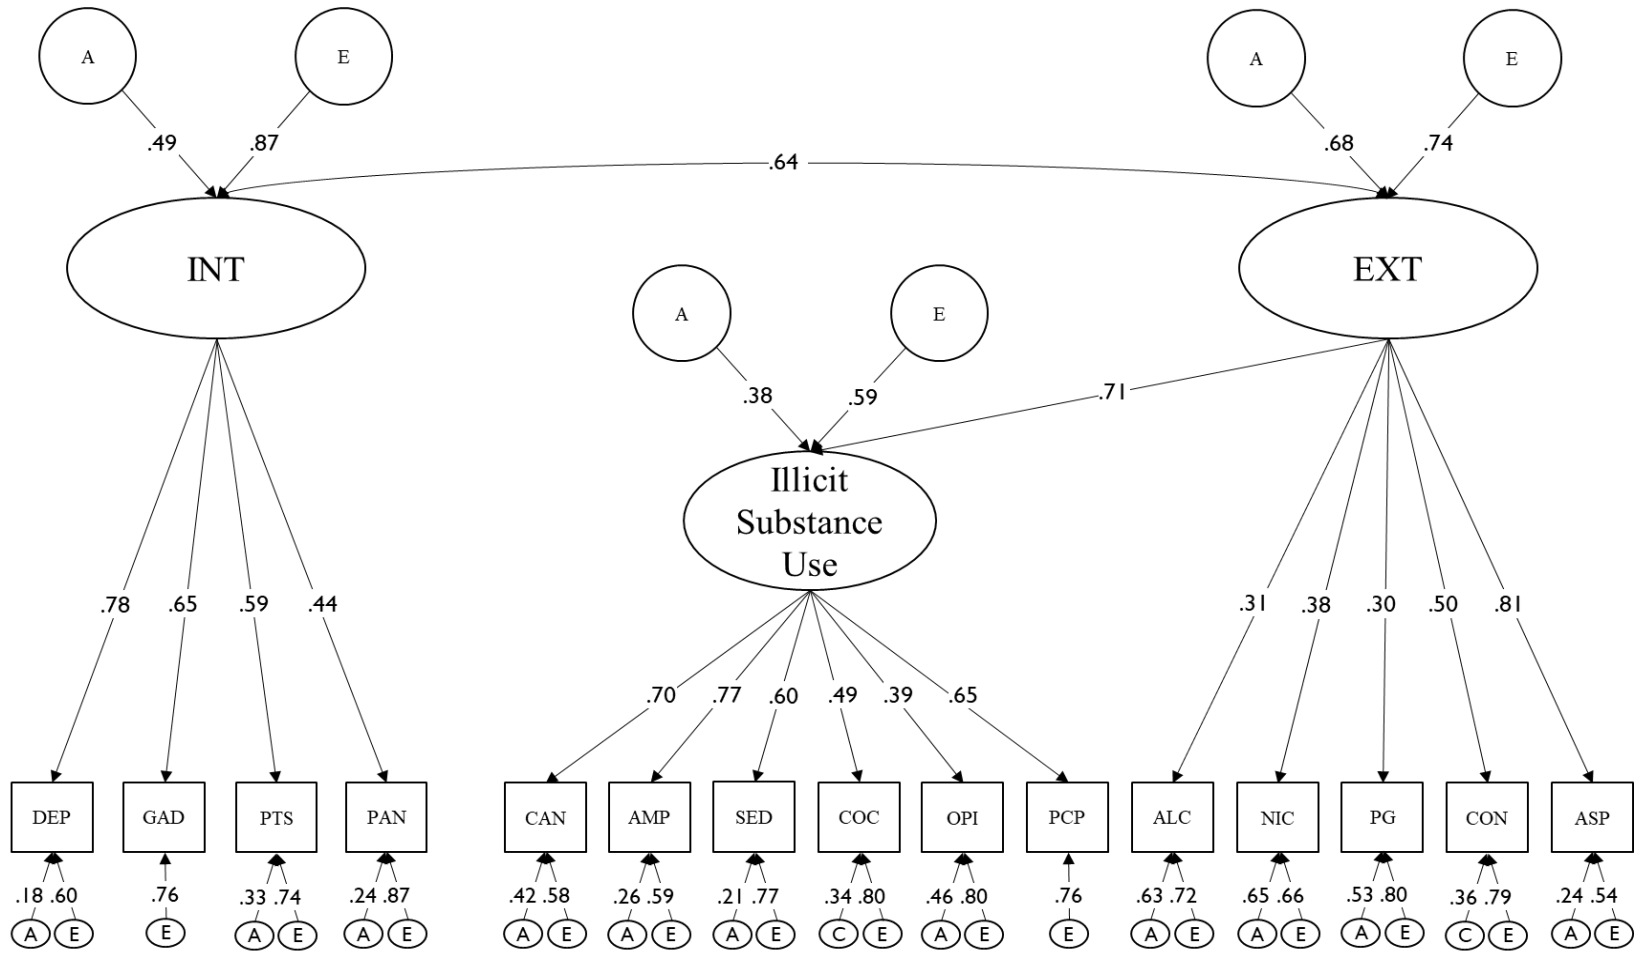 A E A E
.49 .87 .68 .74
.64
INT EXT
A E
.38 .59 .71
Illicit
Substance
Use
.78 .65 .59 .44 .31 .38 .30 .50 .81
.70 .77 .60 .49 .39 .65
DEP GAD PTS PAN CAN AMP SED COC OPI PCP ALC NIC PG CON ASP
.18 .60 .76 .33 .74 .24 .87 .42 .58 .26 .59 .21 .77 .34 .80 .46 .80 .76 .63 .72 .65 .66 .53 .80 .36 .79 .24 .54
A E E A E A E A E A E A E C E A E E A E A E A E C E A E